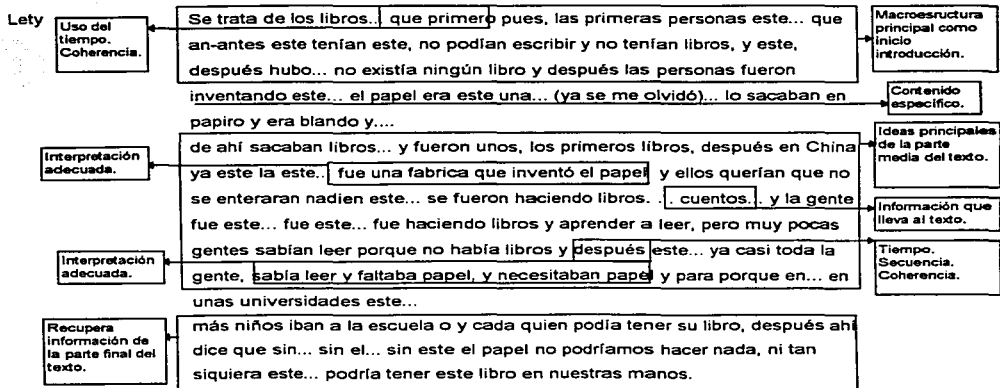 Lety
Uso del
tiempo.
Coherencia.
Se trata de los libros... que primero pues, las primeras personas este... que
an-antes este tenían este, no podían escribir y no tenían libros, y este,
después hubo... no existía ningún libro y después las personas fueron
inventando este... el papel era este una... (ya se me olvidó)... lo sacaban en
papiro y era blando y....
Macroesructura
principal como
inicio
introducción.
Contenido
específico.
Interpretación
adecuada.
de ahí sacaban libros... y fueron unos, los primeros libros, después en China
ya este la este... fue una fabrica que inventó el papel y ellos querían que no
se enteraran nadien este... se fueron haciendo libros. . . cuentos... y la gente
fue este... fue este... fue haciendo libros y aprender a leer, pero muy pocas
gentes sabían leer porque no había libros y después este... ya casi toda la
gente, sabía leer y faltaba papel, y necesitaban papel y para porque en... en
unas universidades este...
Ideas principales
de la parte
media del texto.
Información que
lleva al texto.
Tiempo.
Secuencia.
Coherencia.
Interpretación
adecuada.
Recupera
información de
la parte final del
texto.
más niños iban a la escuela o y cada quien podía tener su libro, después ahí
dice que sin... sin el... sin este el papel no podríamos hacer nada, ni tan
siquiera este... podría tener este libro en nuestras manos.